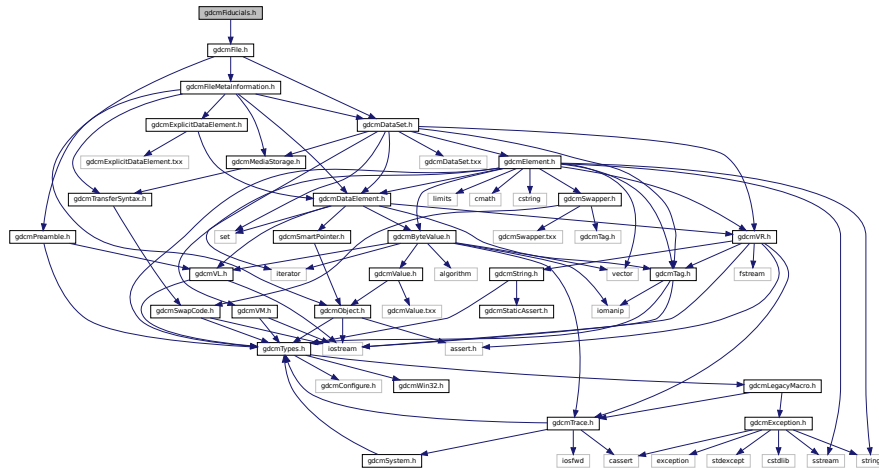 gdcmFiducials.h
gdcmFile.h
gdcmFileMetaInformation.h
gdcmExplicitDataElement.h
gdcmDataSet.h
gdcmExplicitDataElement.txx
gdcmMediaStorage.h
gdcmDataSet.txx
gdcmElement.h
gdcmTransferSyntax.h
gdcmDataElement.h
limits
cmath
cstring
gdcmSwapper.h
gdcmPreamble.h
set
gdcmSmartPointer.h
gdcmByteValue.h
gdcmSwapper.txx
gdcmTag.h
gdcmVR.h
gdcmVL.h
iterator
gdcmValue.h
algorithm
gdcmString.h
vector
gdcmTag.h
fstream
gdcmSwapCode.h
gdcmVM.h
gdcmObject.h
gdcmValue.txx
gdcmStaticAssert.h
iomanip
gdcmTypes.h
iostream
assert.h
gdcmConfigure.h
gdcmWin32.h
gdcmLegacyMacro.h
gdcmTrace.h
gdcmException.h
gdcmSystem.h
iosfwd
cassert
exception
stdexcept
cstdlib
sstream
string